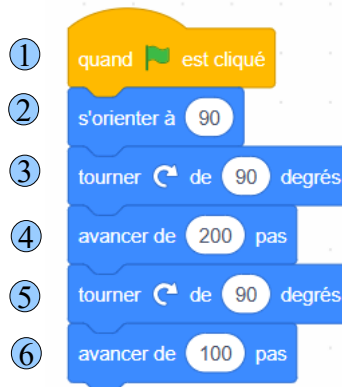 1 quand est cliqué
2 s'orienter à 90
3 tourner de 90 degrés
4 avancer de 200 pas
5 tourner de 90 degrés
6 avancer de 100 pas